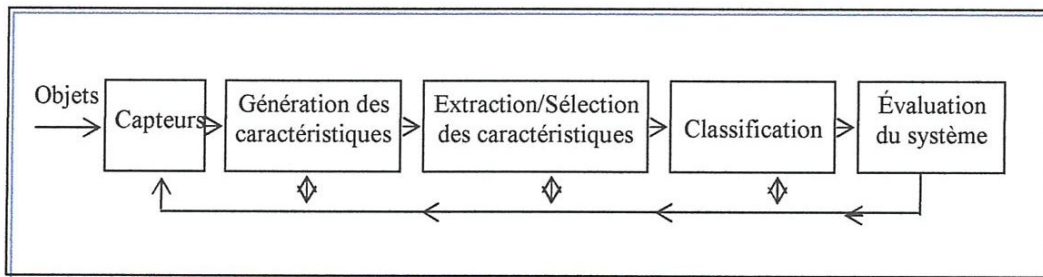 Objets
Capteurs
Génération des
caractéristiques
Extraction/Sélection
des caractéristiques
Classification
Évaluation
du système